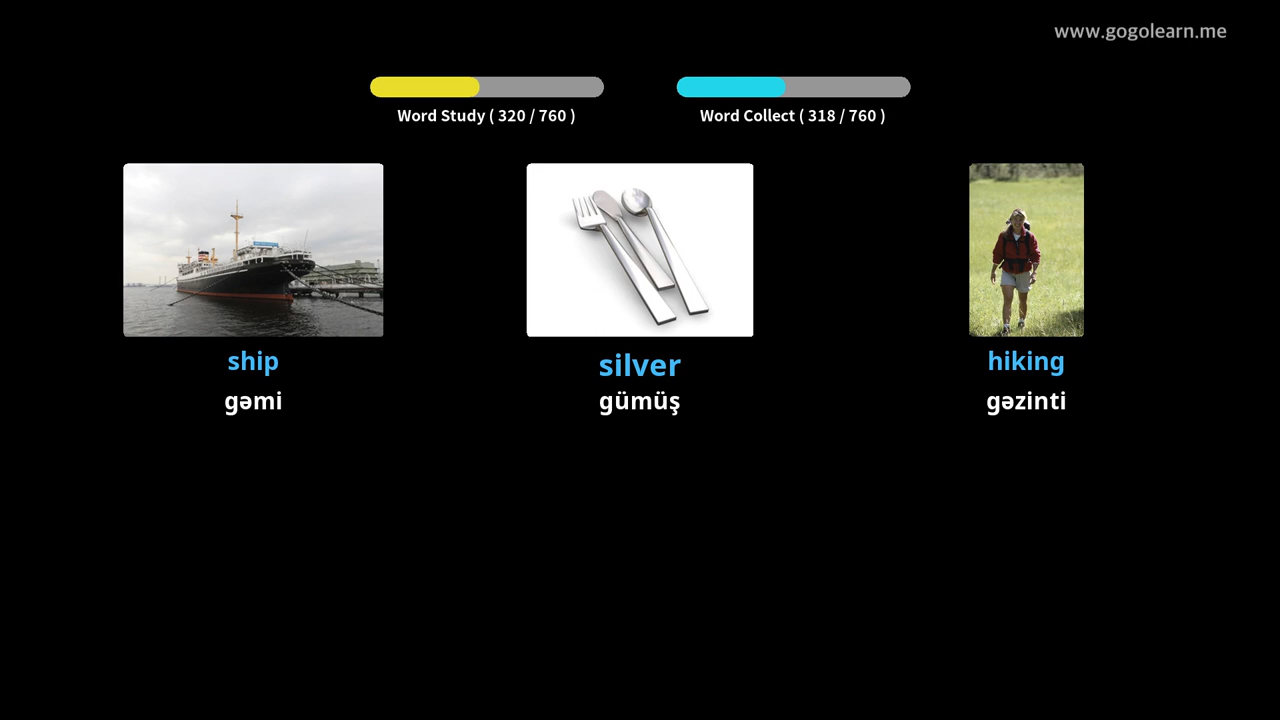 www.gogolearn.me
Word Study ( 320 / 760 )
Word Collect ( 318 / 760 )
ship
gəmi
silver
gümüş
hiking
gəzinti